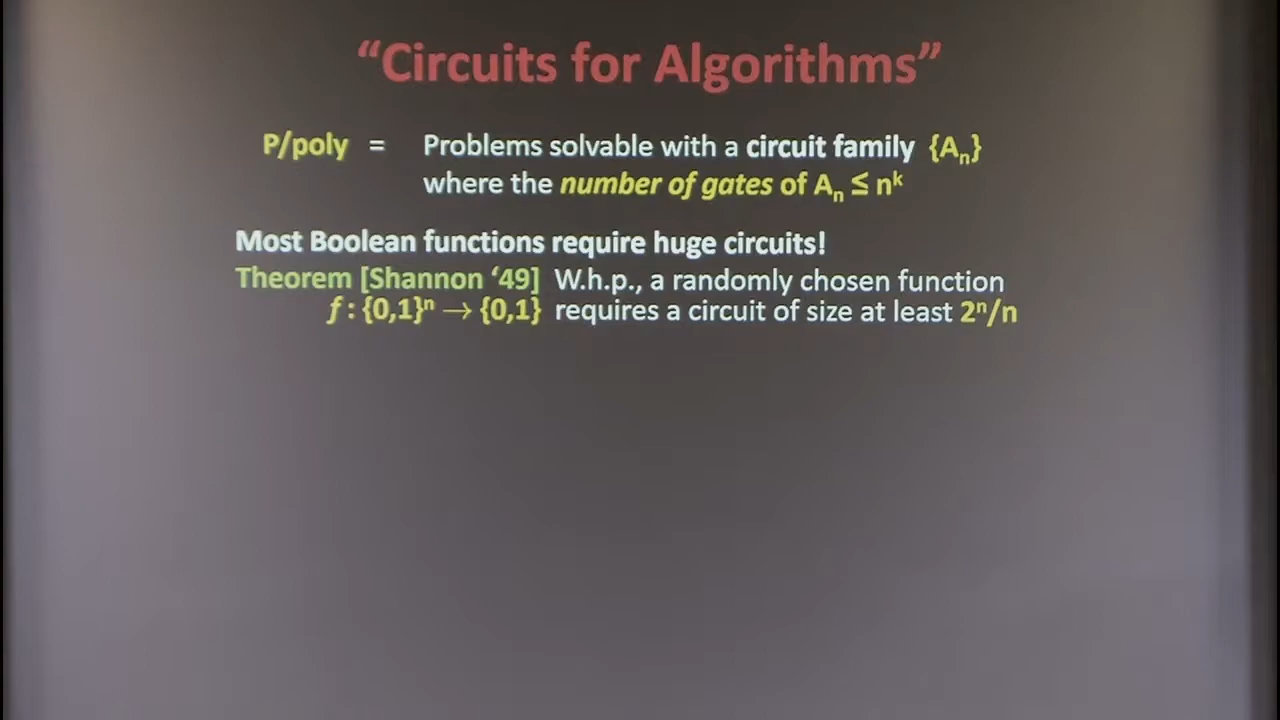 “Circuits for Algorithms”
P/poly = Problems solvable with a circuit family {Aₙ}
where the number of gates of Aₙ ≤ nᵏ
Most Boolean functions require huge circuits!
Theorem [Shannon ‘49] W.h.p., a randomly chosen function
f : {0,1}ⁿ → {0,1} requires a circuit of size at least 2ⁿ/n